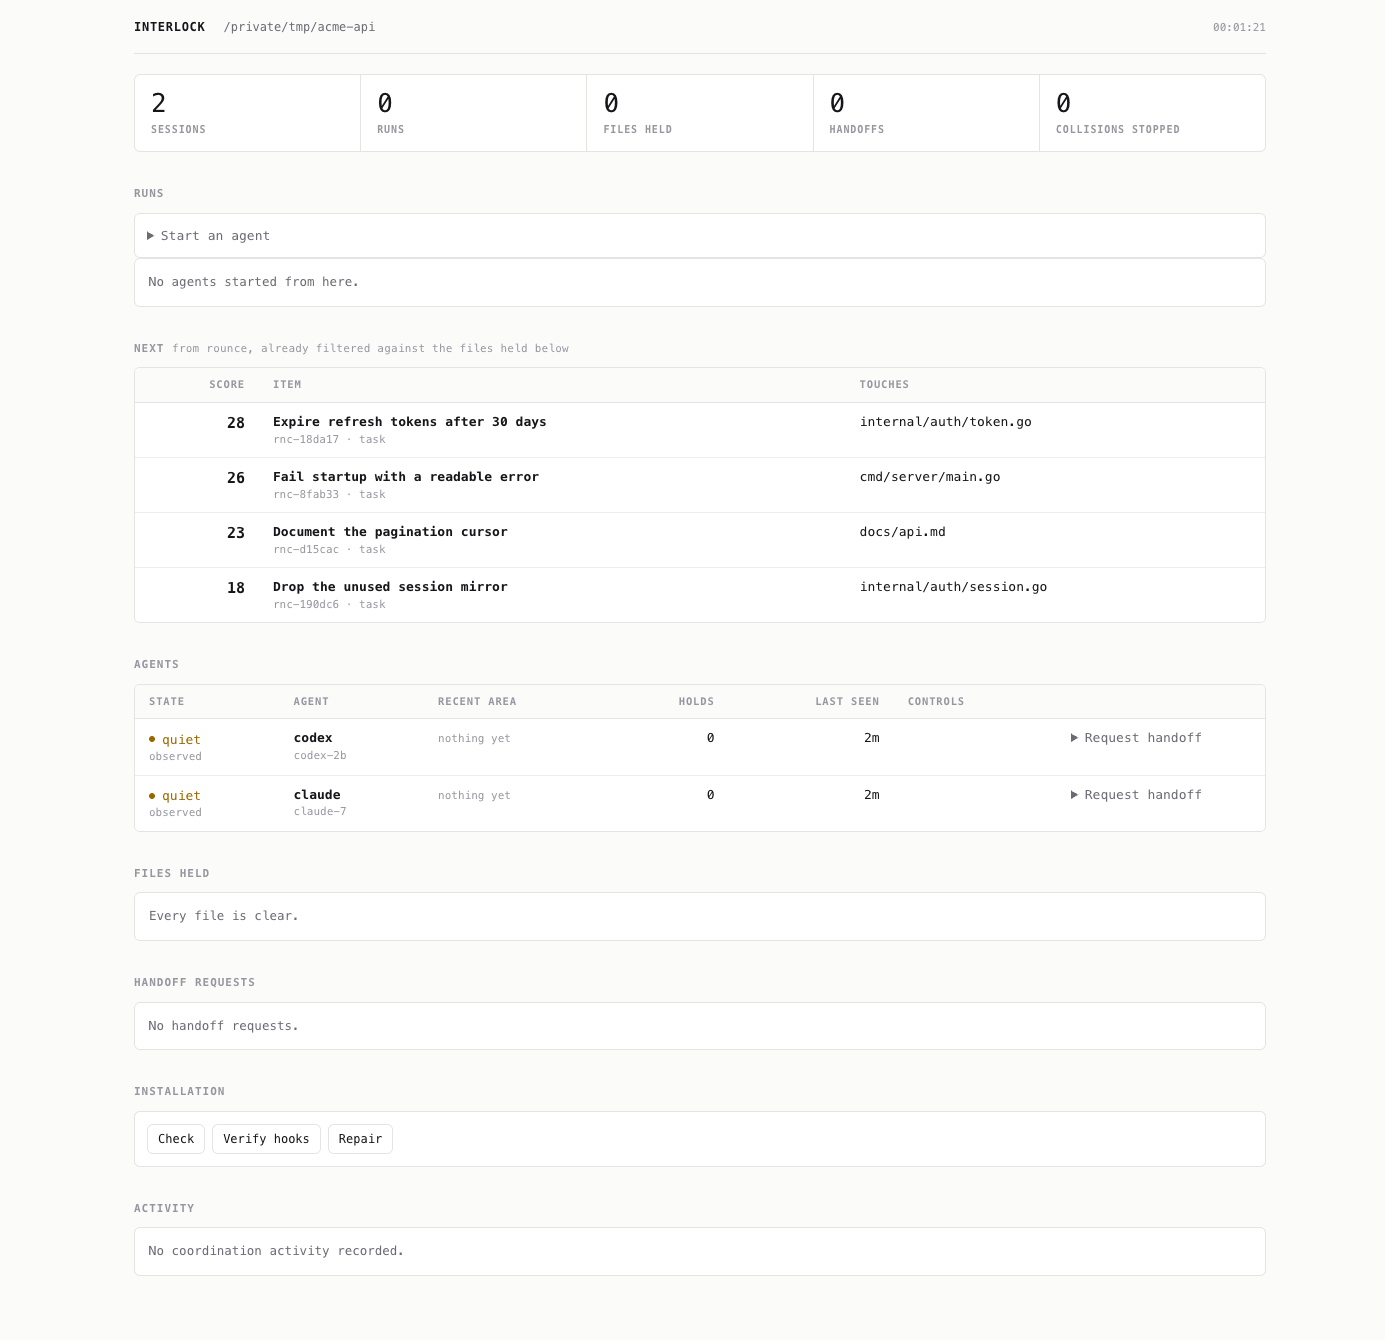 INTERLOCK /private/tmp/acme-api 00:01:21
2 0 0 0 0
SESSIONS RUNS FILES HELD HANDOFFS COLLISIONS STOPPED
RUNS
▶ Start an agent
No agents started from here.
NEXT from rounce, already filtered against the files held below
SCORE ITEM TOUCHES
28 Expire refresh tokens after 30 days internal/auth/token.go
rnc-18da17 · task
26 Fail startup with a readable error cmd/server/main.go
rnc-8fab33 · task
23 Document the pagination cursor docs/api.md
rnc-d15cac · task
18 Drop the unused session mirror internal/auth/session.go
rnc-190dc6 · task
AGENTS
STATE AGENT RECENT AREA HOLDS LAST SEEN CONTROLS
● quiet codex nothing yet 0 2m ▶ Request handoff
observed codex-2b
● quiet claude nothing yet 0 2m ▶ Request handoff
observed claude-7
FILES HELD
Every file is clear.
HANDOFF REQUESTS
No handoff requests.
INSTALLATION
Check Verify hooks Repair
ACTIVITY
No coordination activity recorded.